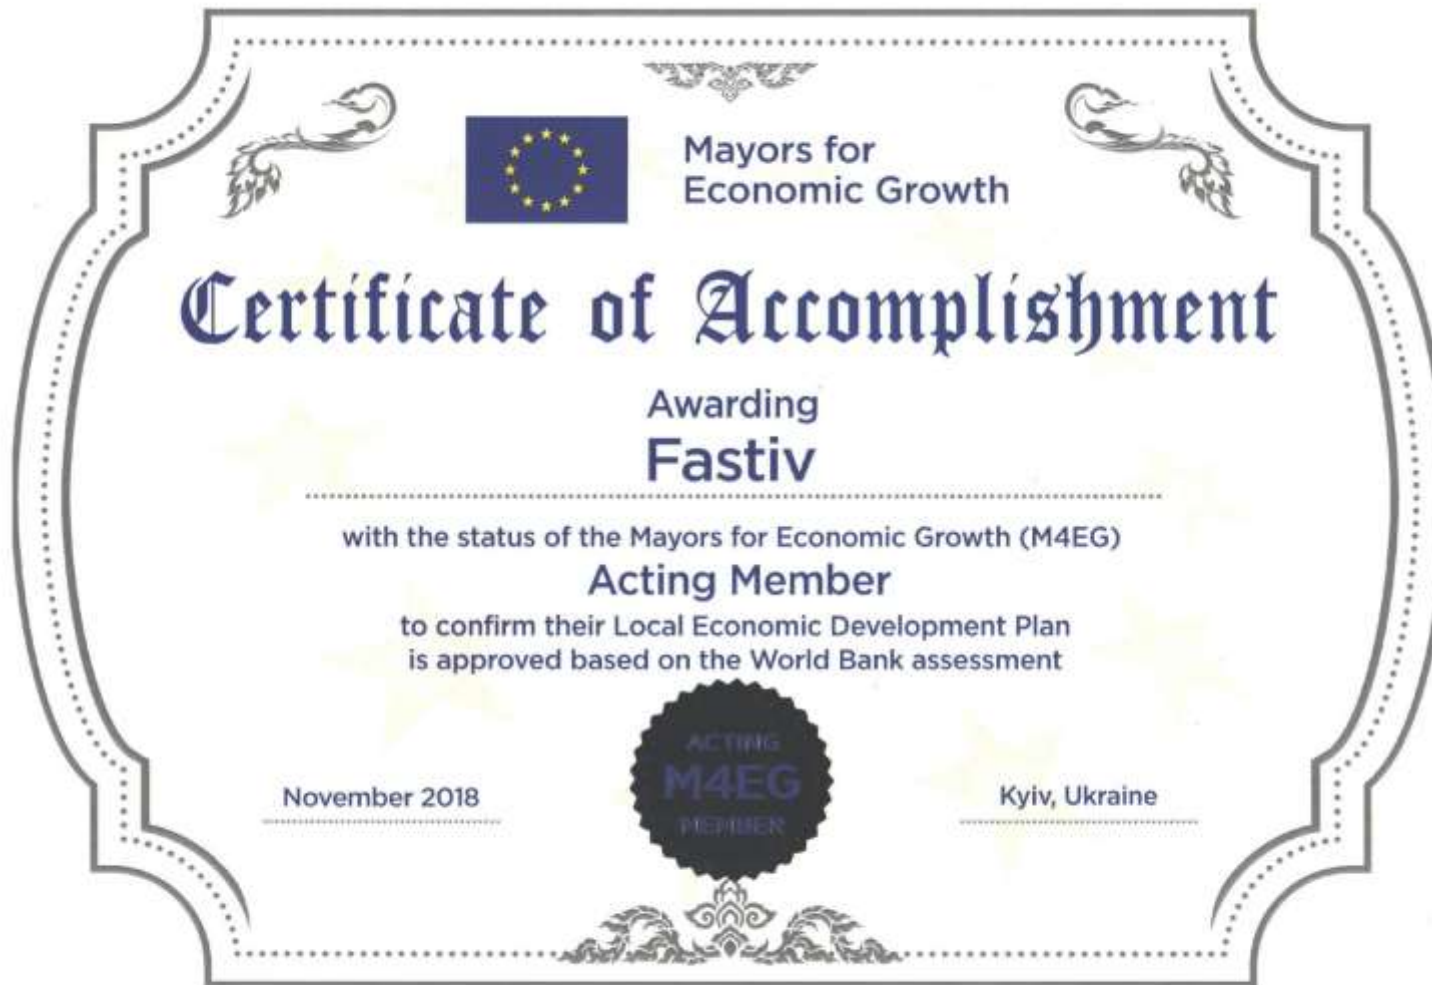 Mayors for
Economic Growth
Certificate of Accomplishment
Awarding
Fastiv
with the status of the Mayors for Economic Growth (M4EG)
Acting Member
to confirm their Local Economic Development Plan
is approved based on the World Bank assessment
ACTING
M4EG
MEMBER
November 2018
Kyiv, Ukraine